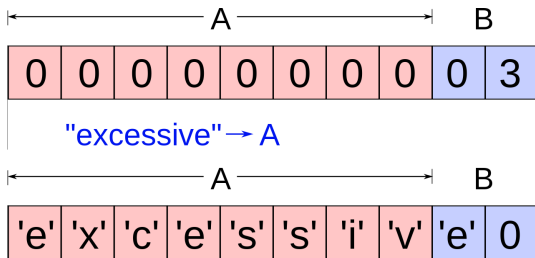 A B
0 0 0 0 0 0 0 0 0 3
"excessive" → A
A B
'e' 'x' 'c' 'e' 's' 's' 'i' 'v' 'e' 0